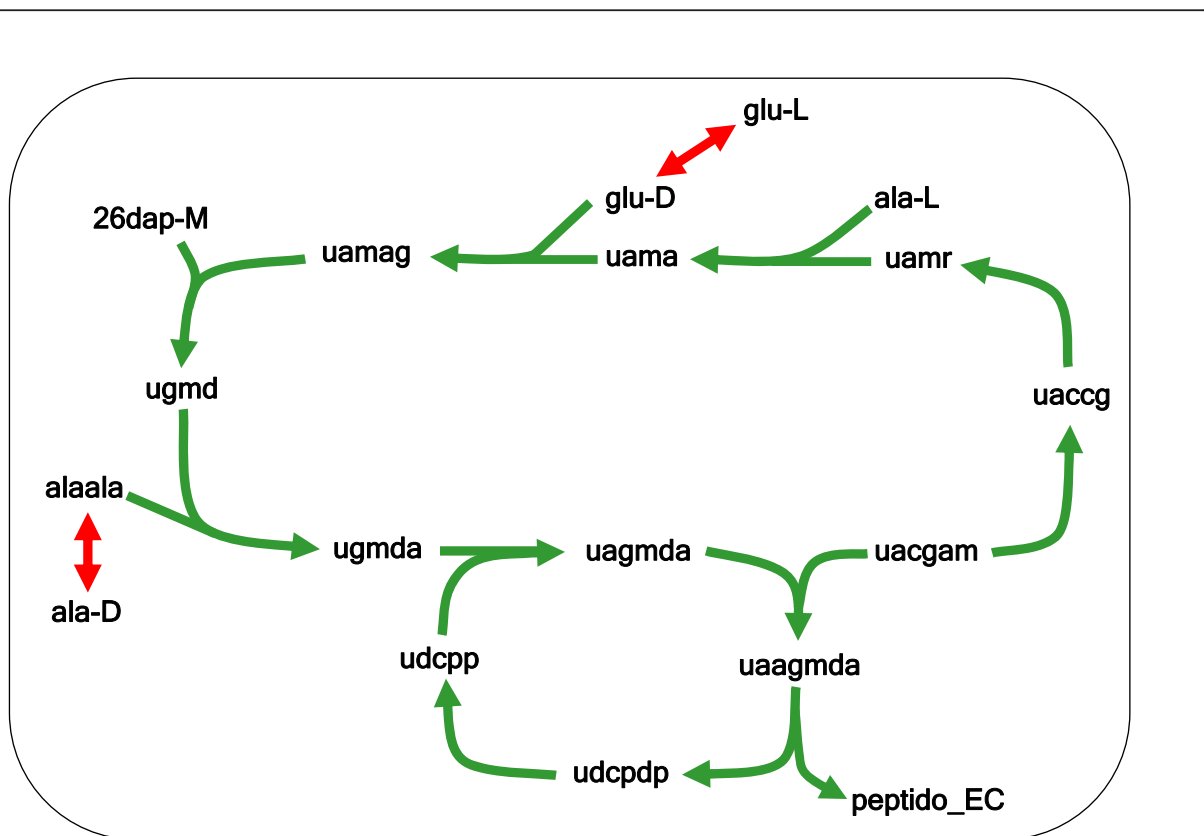 glu-L
glu-D
ala-L
26dap-M
uamag
uama
uamr
ugmd
uaccg
alaala
ugmda
uagmda
uacgam
ala-D
udcpp
uaagmda
udcpdp
peptido_EC